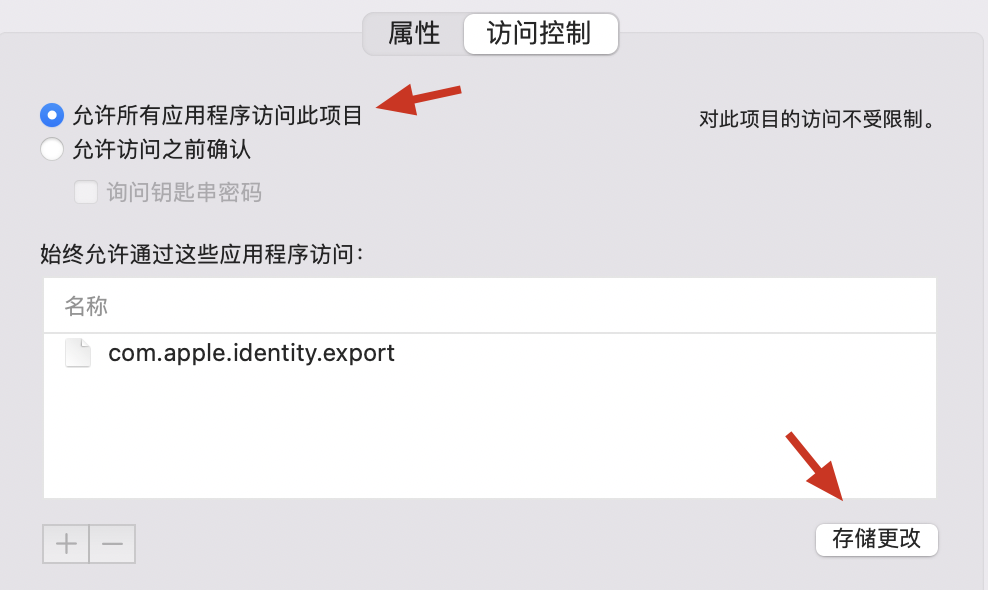 属性 访问控制
允许所有应用程序访问此项目
对此项目的访问不受限制。
允许访问之前确认
询问钥匙串密码
始终允许通过这些应用程序访问：
名称
com.apple.identity.export
存储更改